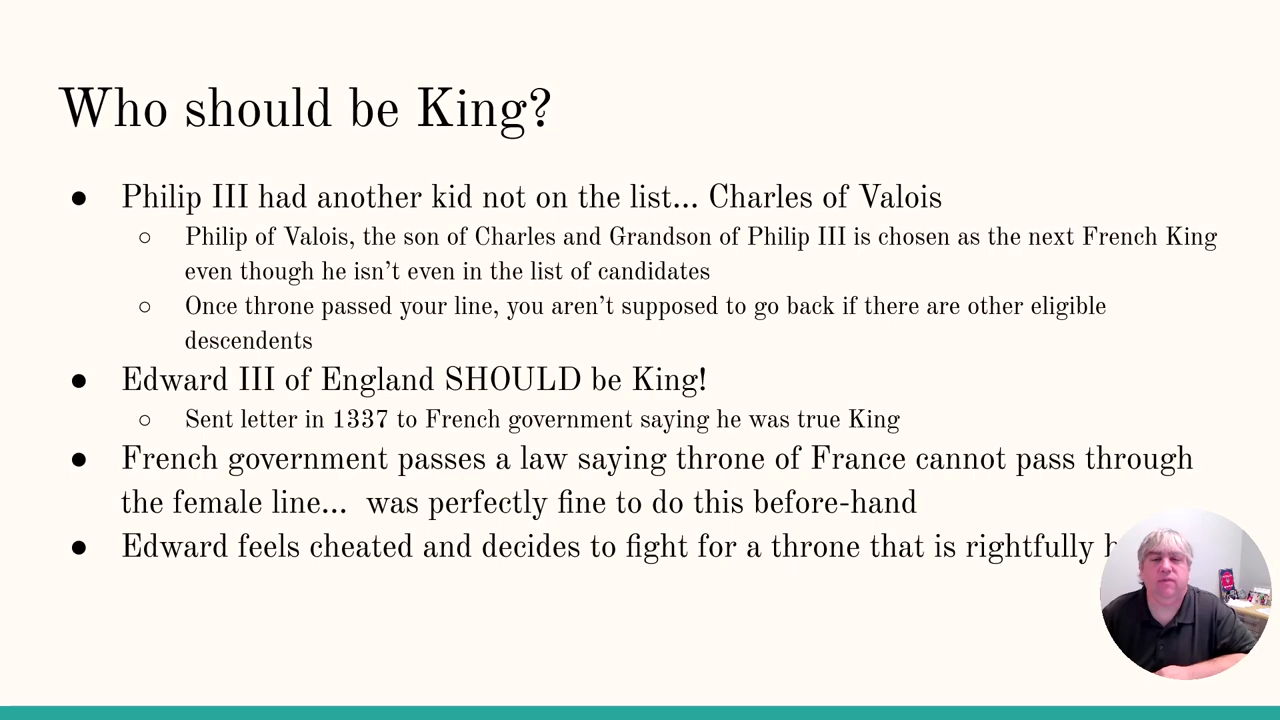 Who should be King?
● Philip III had another kid not on the list... Charles of Valois
○ Philip of Valois, the son of Charles and Grandson of Philip III is chosen as the next French King
even though he isn't even in the list of candidates
○ Once throne passed your line, you aren't supposed to go back if there are other eligible
descendents
● Edward III of England SHOULD be King!
○ Sent letter in 1337 to French government saying he was true King
● French government passes a law saying throne of France cannot pass through
the female line... was perfectly fine to do this before-hand
● Edward feels cheated and decides to fight for a throne that is rightfully